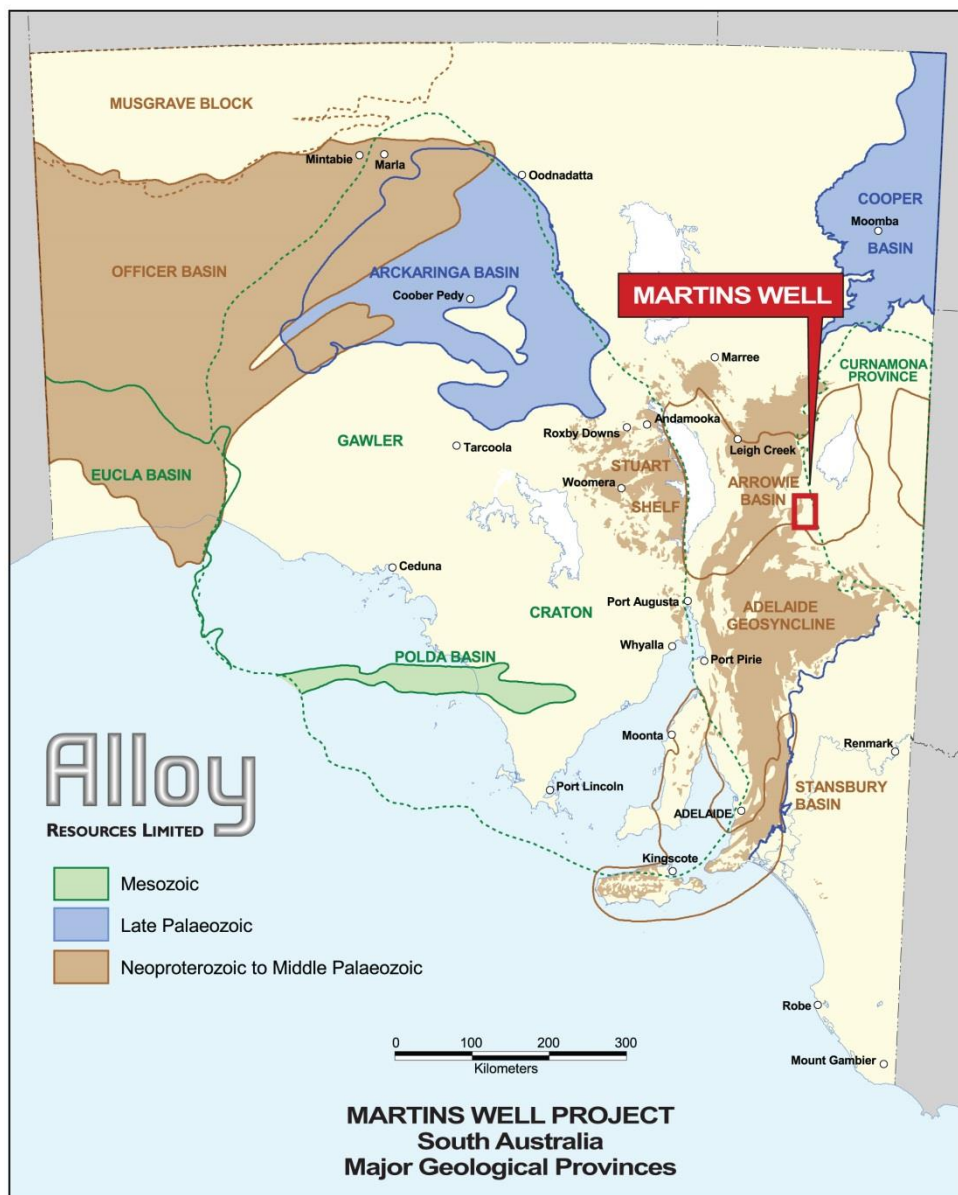 MUSGRAVE BLOCK
Mintabie
Marla
Oodnadatta
COOPER
Moomba
BASIN
OFFICER BASIN
ARCKARINGA BASIN
Coober Pedy
MARTINS WELL
Marree
CURNAMONA
PROVINCE
Andamooka
Roxby Downs
GAWLER
Tarcoola
Leigh Creek
STUART
EUCLA BASIN
ARROWIE
BASIN
Woomera
SHELF
Ceduna
CRATON
Port Augusta
ADELAIDE
GEOSYNCLINE
Whyalla
Port Pirie
POLDA BASIN
Moonta
Renmark
Alloy
RESOURCES LIMITED
Port Lincoln
STANSBURY
BASIN
ADELAIDE
Kingscote
Mesozoic
Late Palaeozoic
Neoproterozoic to Middle Palaeozoic
Robe
0 100 200 300
Kilometers
Mount Gambier
MARTINS WELL PROJECT
South Australia
Major Geological Provinces